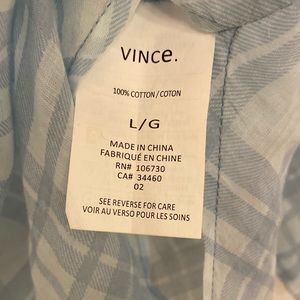 VINCE.
100% COTTON / COTON
L/G
MADE IN CHINA
FABRIQUÉ EN CHINE
RN# 106730
CA# 34460
02
SEE REVERSE FOR CARE
VOIR AU VERSO POUR LES SOINS